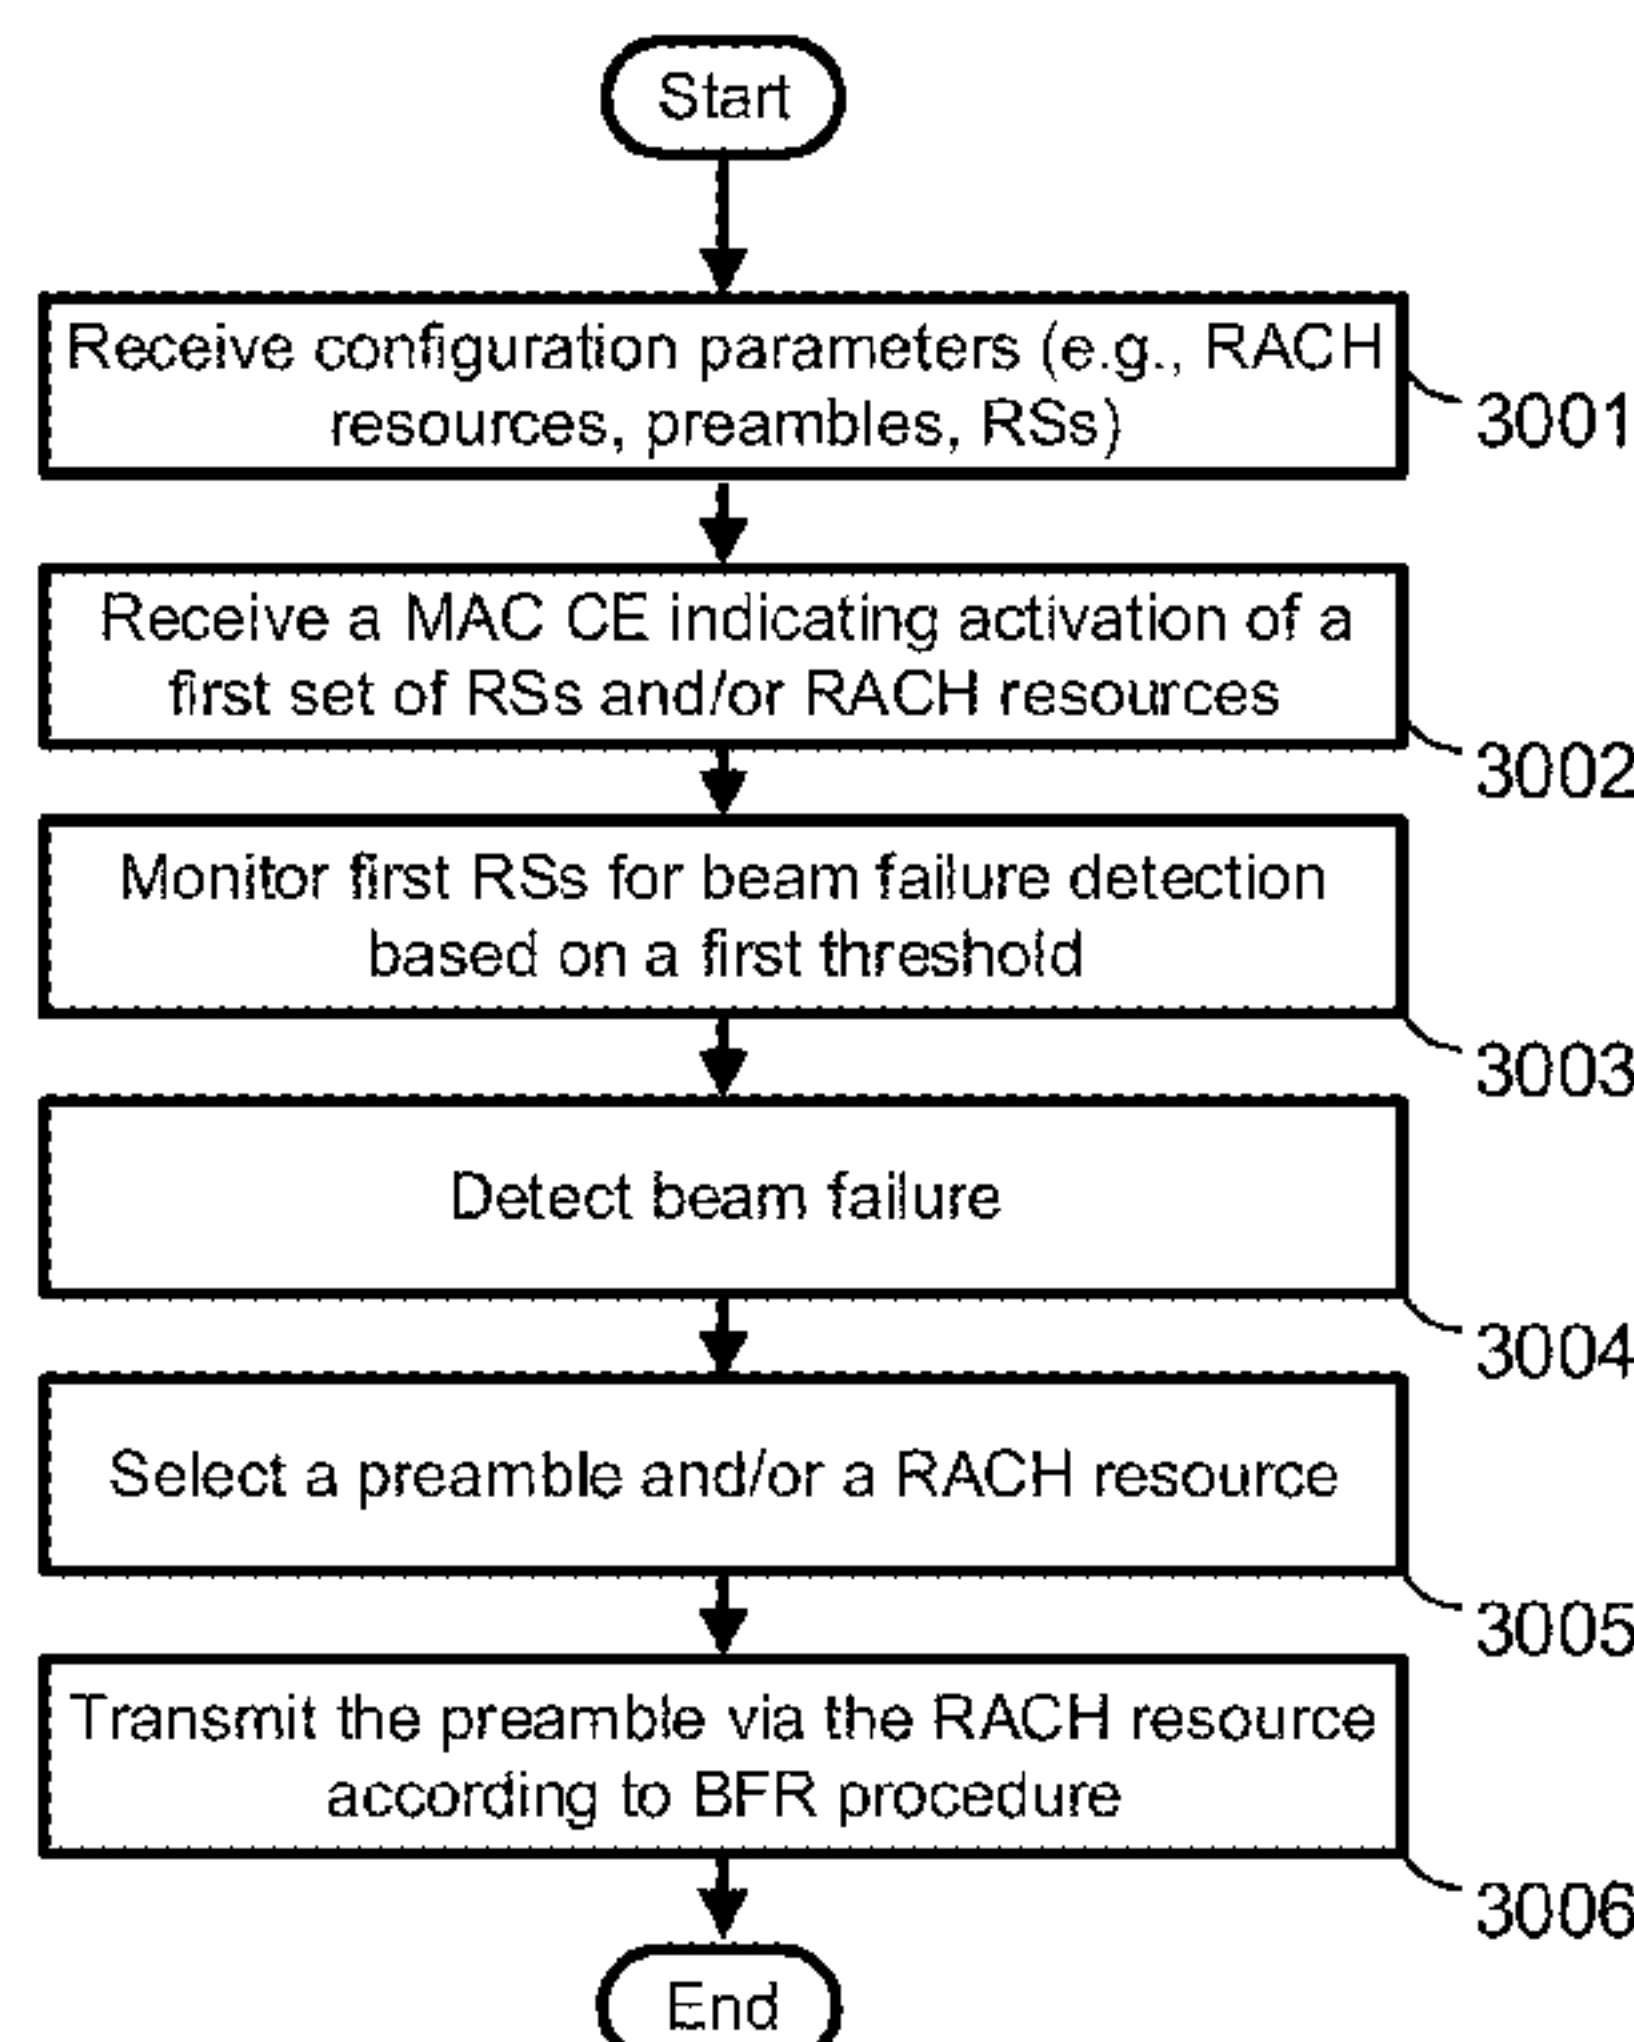 Start
Receive configuration parameters (e.g., RACH
resources, preambles, RSs)
3001
Receive a MAC CE indicating activation of a
first set of RSs and/or RACH resources
3002
Monitor first RSs for beam failure detection
based on a first threshold
3003
Detect beam failure
3004
Select a preamble and/or a RACH resource
3005
Transmit the preamble via the RACH resource
according to BFR procedure
3006
End